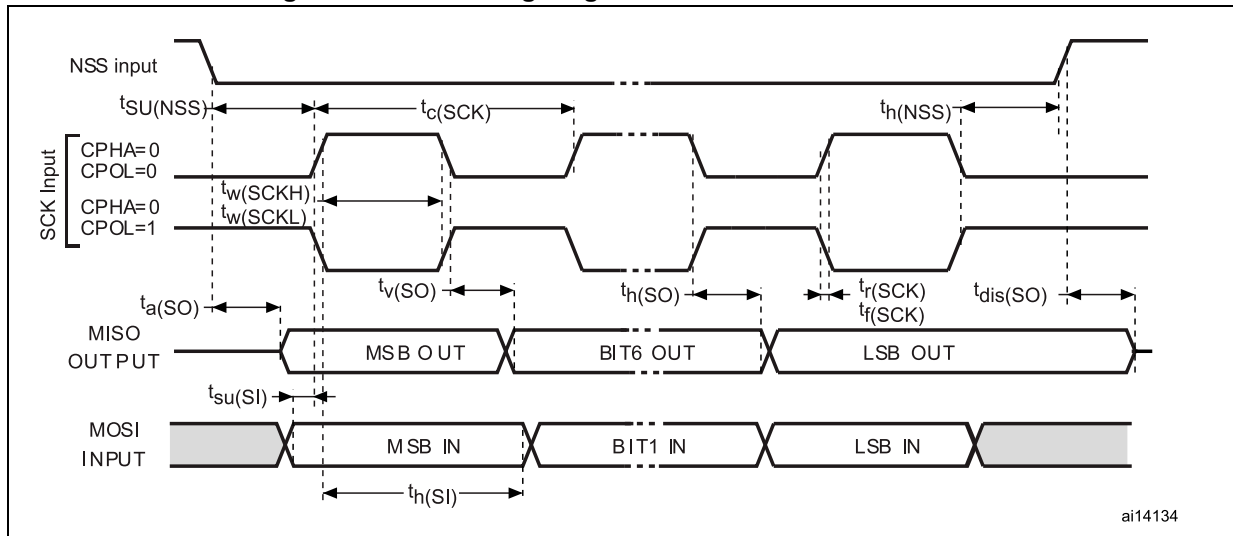 NSS input
tSU(NSS)
tc(SCK)
th(NSS)
SCK Input
CPHA=0
CPOL=0
tw(SCKH)
CPHA=0
tw(SCKL)
CPOL=1
tv(SO)
th(SO)
tr(SCK)
tdis(SO)
ta(SO)
tf(SCK)
MISO
OUTPUT
MSB OUT
BIT6 OUT
LSB OUT
tsu(SI)
MOSI
INPUT
MSB IN
BIT1 IN
LSB IN
th(SI)
ai14134